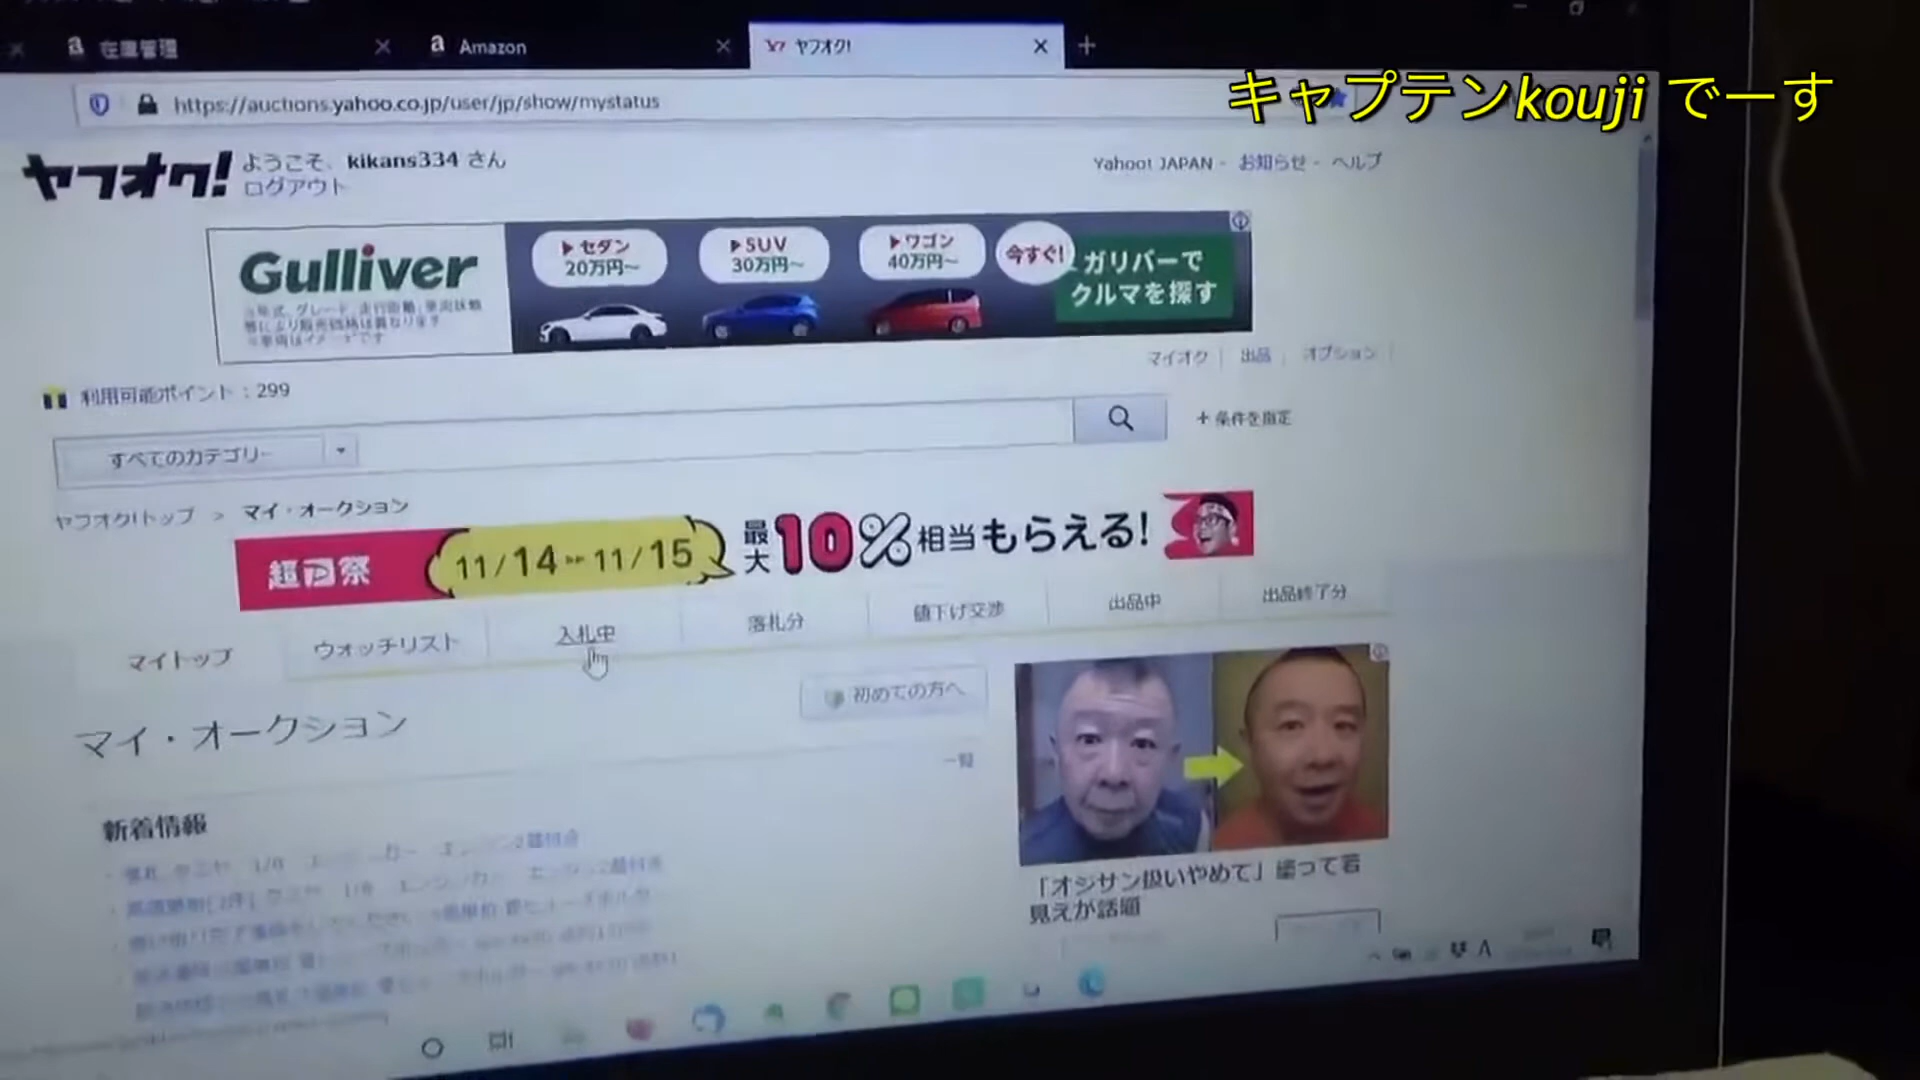 在庫管理
Amazon
ヤフオク!
https://auctions.yahoo.co.jp/user/jp/show/mystatus
キャプテンkouji でーす
ヤフオク!
ようこそ、kikans334 さん
ログアウト
Yahoo! JAPAN - お知らせ - ヘルプ
Gulliver
▶セダン
20万円~
▶SUV
30万円~
▶ワゴン
40万円~
今すぐ!
ガリバーで
クルマを探す
マイオク
出品
オプション
利用可能ポイント:299
すべてのカテゴリー
+条件を指定
ヤフオク!トップ > マイ・オークション
超P祭
11/14 11/15
最大10%相当もらえる!
マイトップ
ウォッチリスト
入札中
落札分
値下げ交渉
出品中
出品終了分
マイ・オークション
初めての方へ
一覧
新着情報
「オジサン扱いやめて」塗って若
見えが話題
A